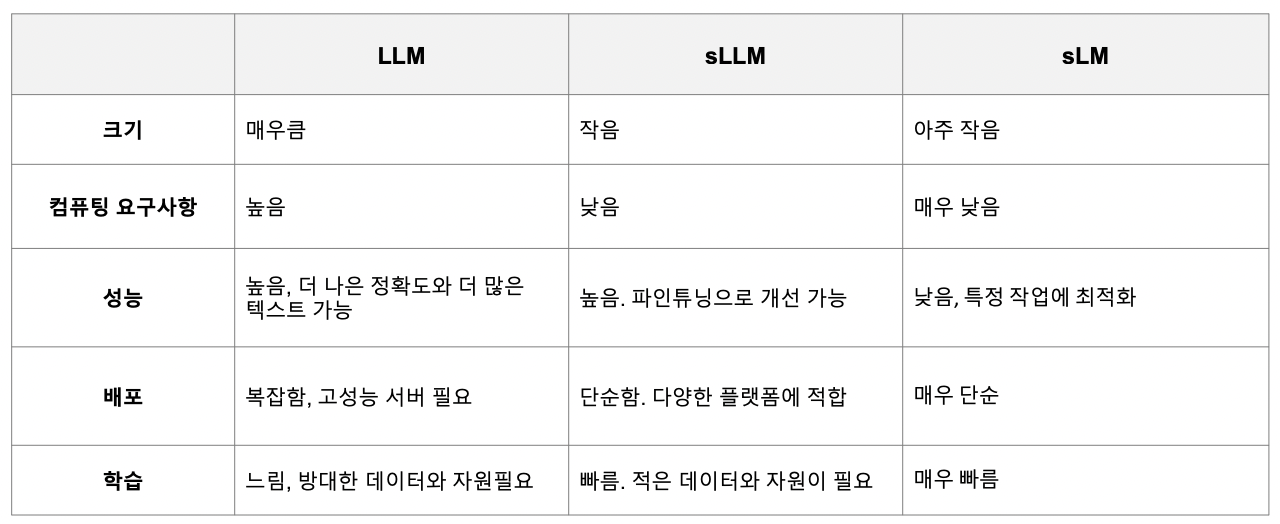 LLM sLLM sLM
크기 매우큼 작음 아주 작음
컴퓨팅 요구사항 높음 낮음 매우 낮음
성능 높음, 더 나은 정확도와 더 많은
텍스트 가능 높음. 파인튜닝으로 개선 가능 낮음, 특정 작업에 최적화
배포 복잡함, 고성능 서버 필요 단순함. 다양한 플랫폼에 적합 매우 단순
학습 느림, 방대한 데이터와 자원필요 빠름. 적은 데이터와 자원이 필요 매우 빠름